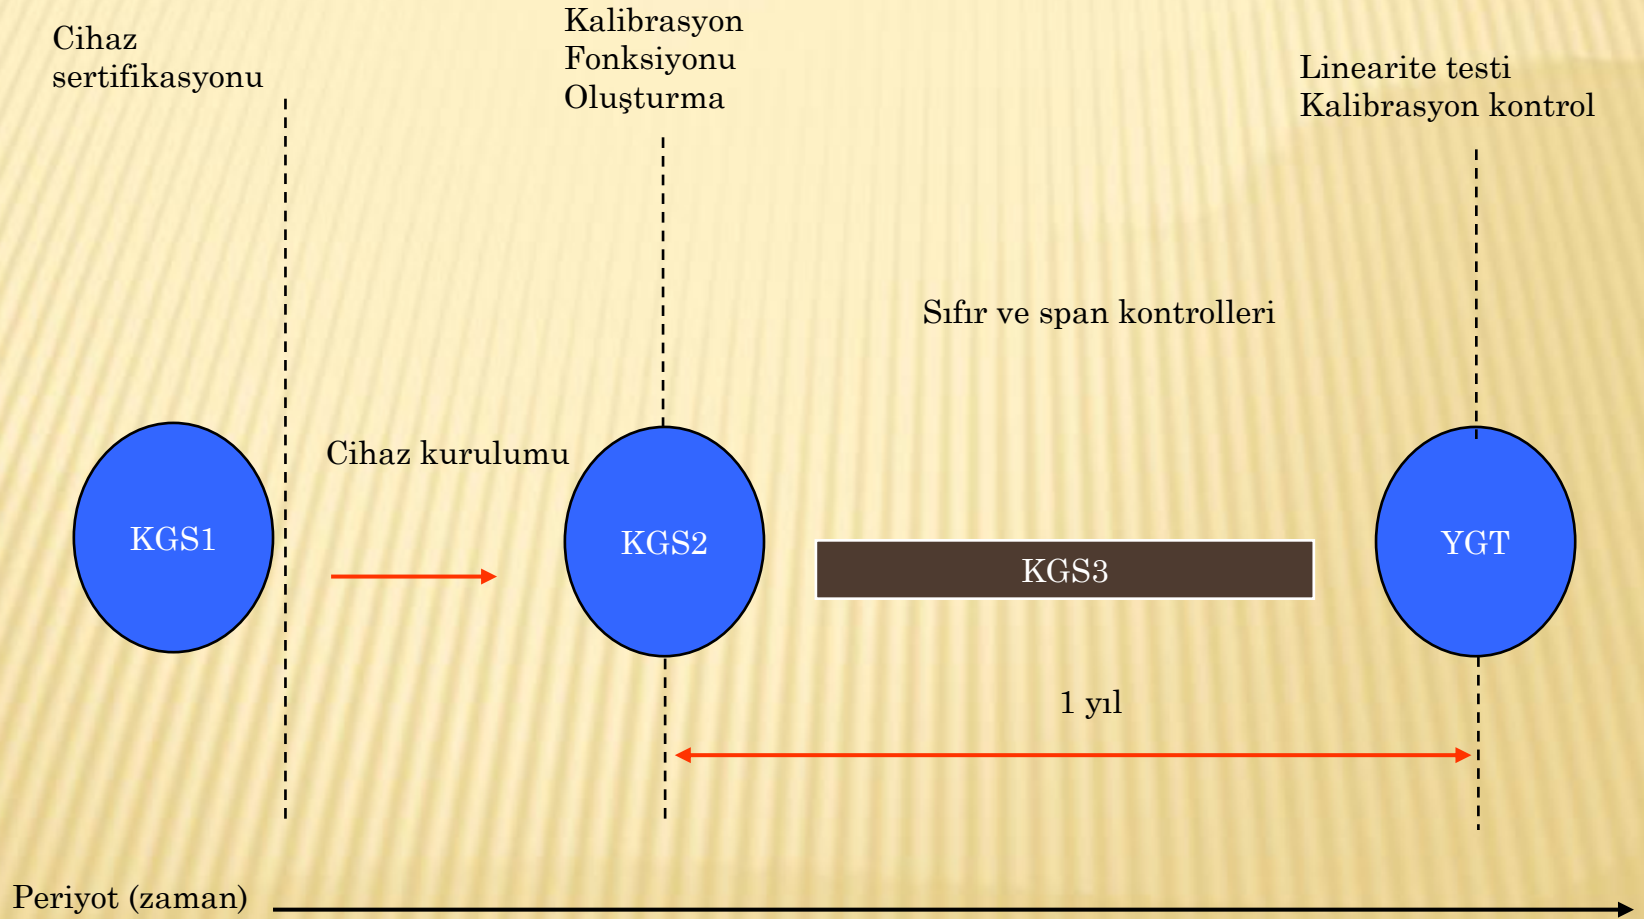 Cihaz
sertifikasyonu
Kalibrasyon
Fonksiyonu
Oluşturma
Linearite testi
Kalibrasyon kontrol
Sıfır ve span kontrolleri
Cihaz kurulumu
KGS1
KGS2
KGS3
YGT
1 yıl
Periyot (zaman)